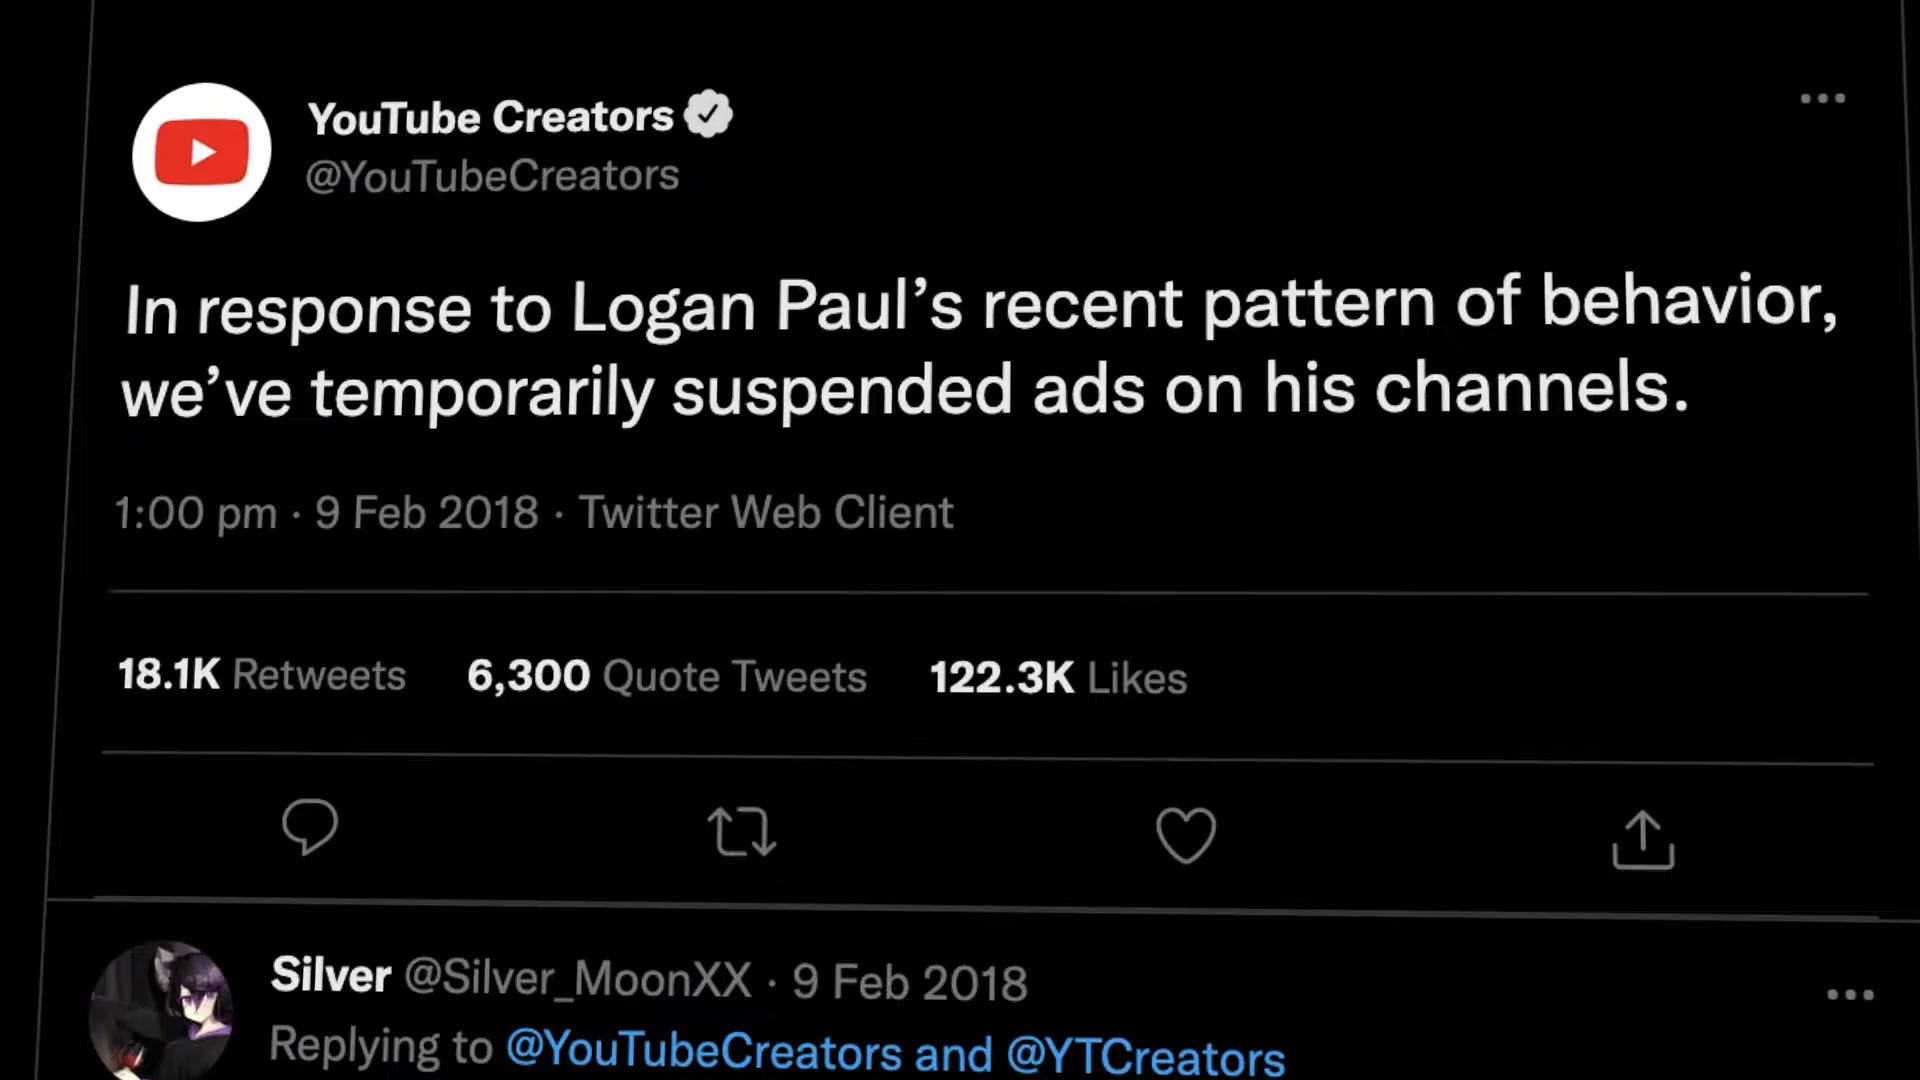 YouTube Creators
@YouTubeCreators
In response to Logan Paul’s recent pattern of behavior,
we’ve temporarily suspended ads on his channels.
1:00 pm · 9 Feb 2018 · Twitter Web Client
18.1K Retweets 6,300 Quote Tweets 122.3K Likes
Silver @Silver_MoonXX · 9 Feb 2018
Replying to @YouTubeCreators and @YTCreators